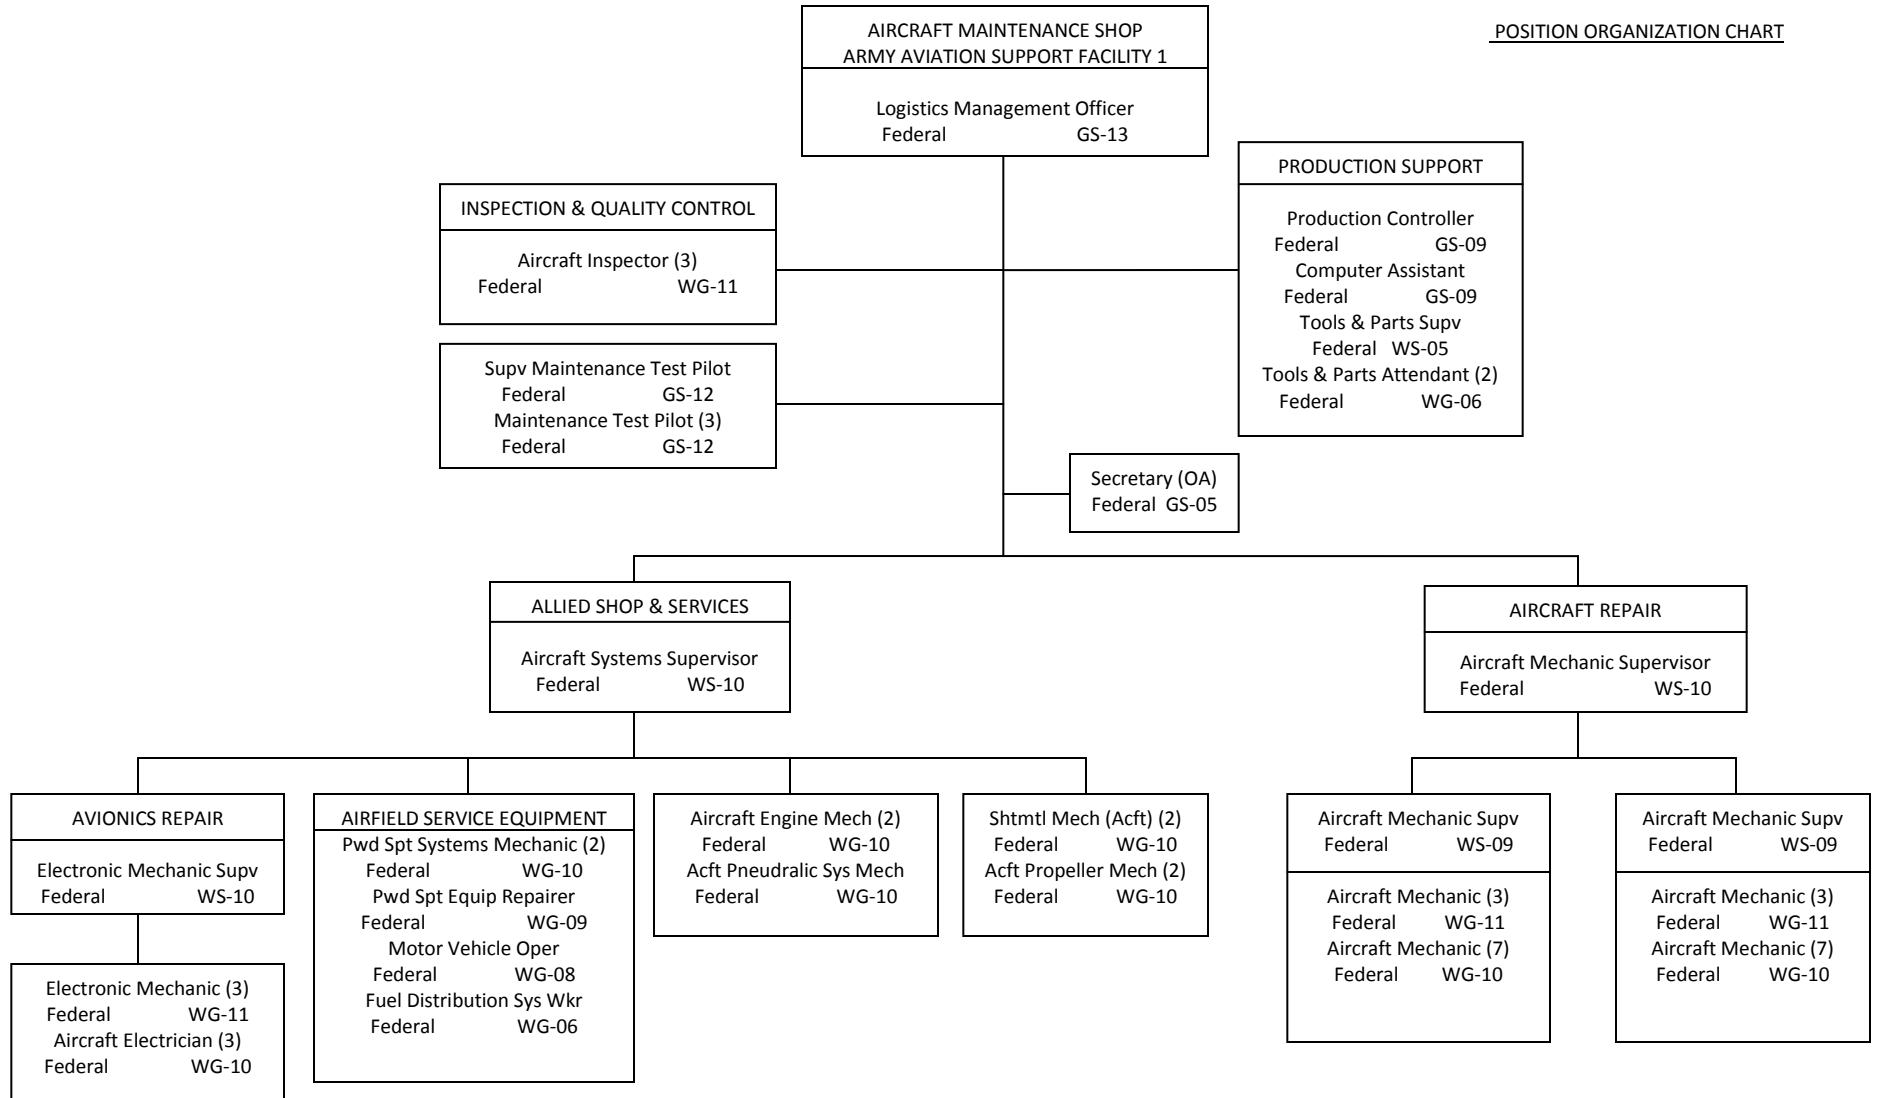 AIRCRAFT MAINTENANCE SHOP
ARMY AVIATION SUPPORT FACILITY 1
Logistics Management Officer
Federal GS-13
POSITION ORGANIZATION CHART
INSPECTION & QUALITY CONTROL
Aircraft Inspector (3)
Federal WG-11
Supv Maintenance Test Pilot
Federal GS-12
Maintenance Test Pilot (3)
Federal GS-12
PRODUCTION SUPPORT
Production Controller
Federal GS-09
Computer Assistant
Federal GS-09
Tools & Parts Supv
Federal WS-05
Tools & Parts Attendant (2)
Federal WG-06
Secretary (OA)
Federal GS-05
ALLIED SHOP & SERVICES
Aircraft Systems Supervisor
Federal WS-10
AIRCRAFT REPAIR
Aircraft Mechanic Supervisor
Federal WS-10
AVIONICS REPAIR
Electronic Mechanic Supv
Federal WS-10
Electronic Mechanic (3)
Federal WG-11
Aircraft Electrician (3)
Federal WG-10
AIRFIELD SERVICE EQUIPMENT
Pwd Spt Systems Mechanic (2)
Federal WG-10
Pwd Spt Equip Repairer
Federal WG-09
Motor Vehicle Oper
Federal WG-08
Fuel Distribution Sys Wkr
Federal WG-06
Aircraft Engine Mech (2)
Federal WG-10
Acft Pneudralic Sys Mech
Federal WG-10
Shtmtl Mech (Acft) (2)
Federal WG-10
Acft Propeller Mech (2)
Federal WG-10
Aircraft Mechanic Supv
Federal WS-09
Aircraft Mechanic (3)
Federal WG-11
Aircraft Mechanic (7)
Federal WG-10
Aircraft Mechanic Supv
Federal WS-09
Aircraft Mechanic (3)
Federal WG-11
Aircraft Mechanic (7)
Federal WG-10